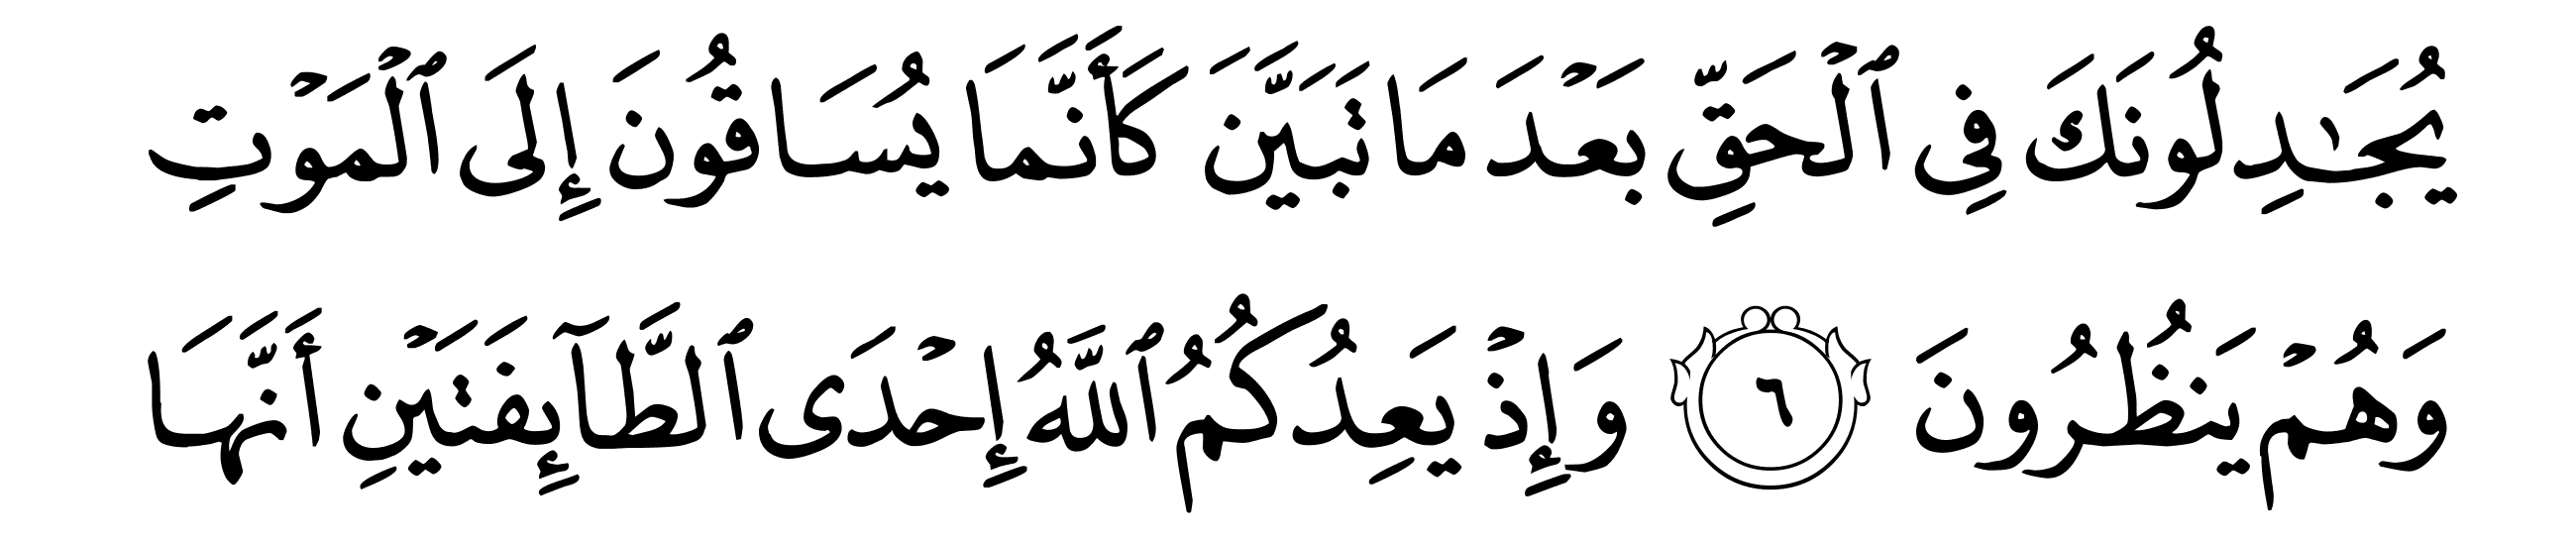 يُجَـٰدِلُونَكَ فِي ٱلۡحَقِّ بَعۡدَ مَا تَبَيَّنَ كَأَنَّمَا يُسَاقُونَ إِلَى ٱلۡمَوۡتِ
وَهُمۡ يَنظُرُونَ ٦ وَإِذۡ يَعِدُكُمُ ٱللَّهُ إِحۡدَى ٱلطَّآئِفَتَيۡنِ أَنَّهَا